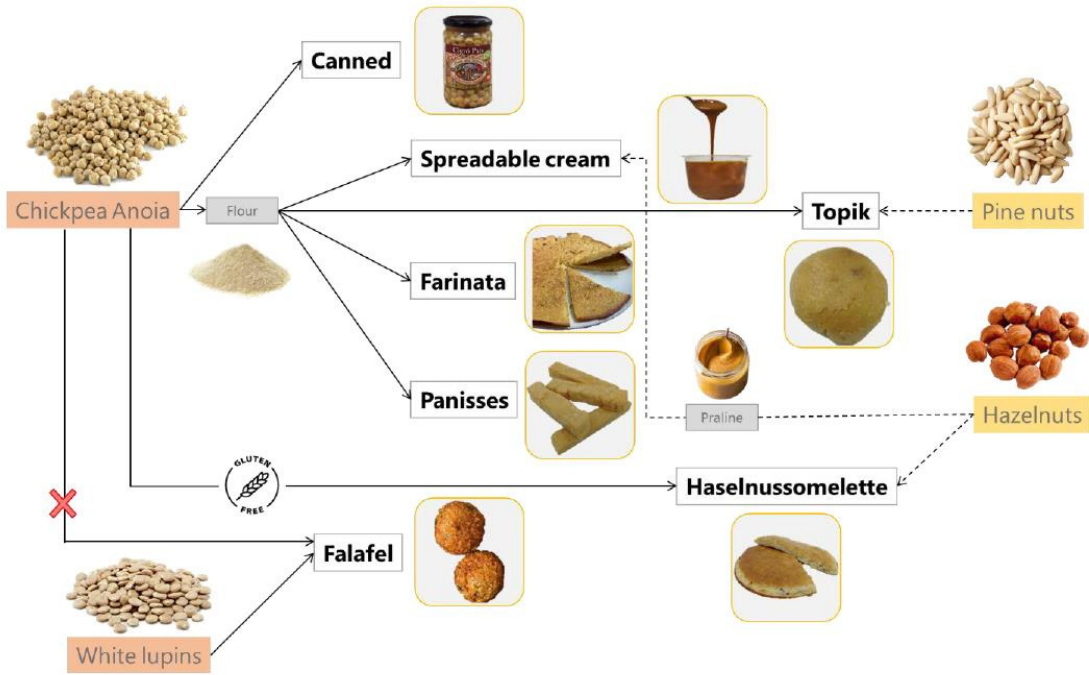 Canned
Spreadable cream
Chickpea Anoia
Flour
Topik
Pine nuts
Farinata
Panisses
Praline
Hazelnuts
GLUTEN
FREE
Haselnussomelette
Falafel
White lupins